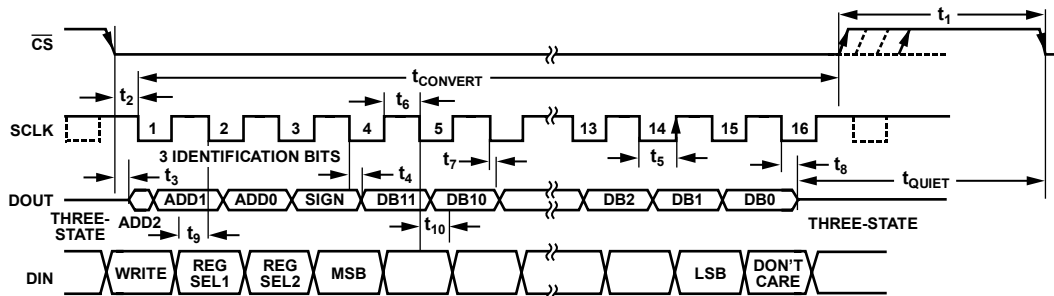 t1
CS
tCONVERT
t2
t6
SCLK
1 2 3 4 5 13 14 15 16
3 IDENTIFICATION BITS
t7
t5
t8
t3
t4
tQUIET
DOUT
ADD1 ADD0 SIGN DB11 DB10 DB2 DB1 DB0
THREE-
STATE
ADD2
THREE-STATE
t9
t10
DIN
WRITE
REG
SEL1
REG
SEL2
MSB
LSB
DON'T
CARE